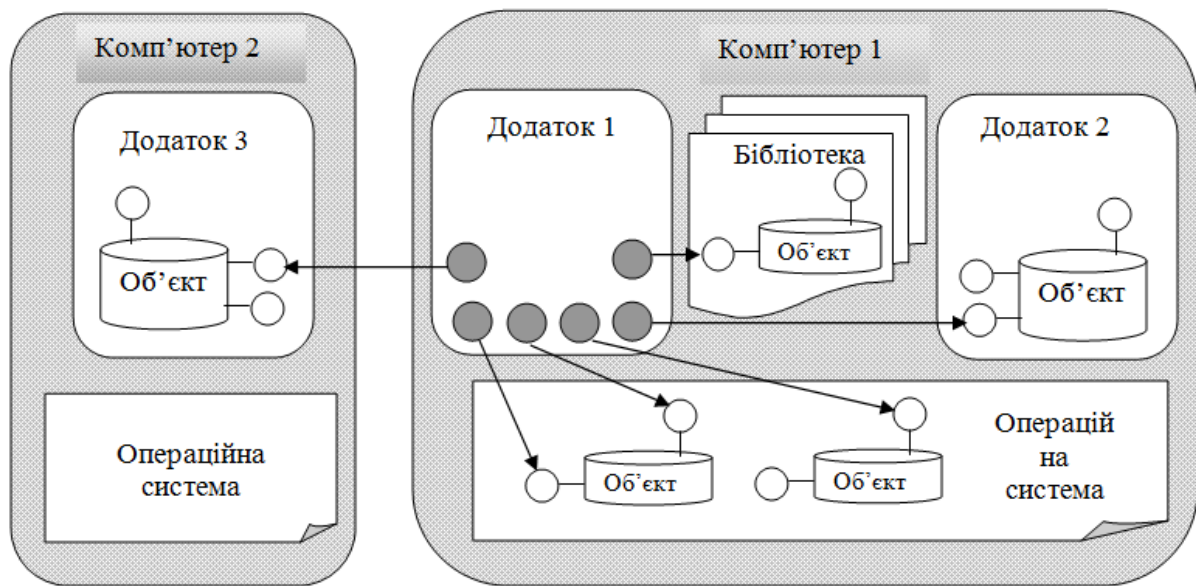 Комп’ютер 2
Додаток 3
Об’єкт
Операційна
система
Комп’ютер 1
Додаток 1
Бібліотека
Об’єкт
Додаток 2
Об’єкт
Об’єкт
Об’єкт
Операцій
на
система